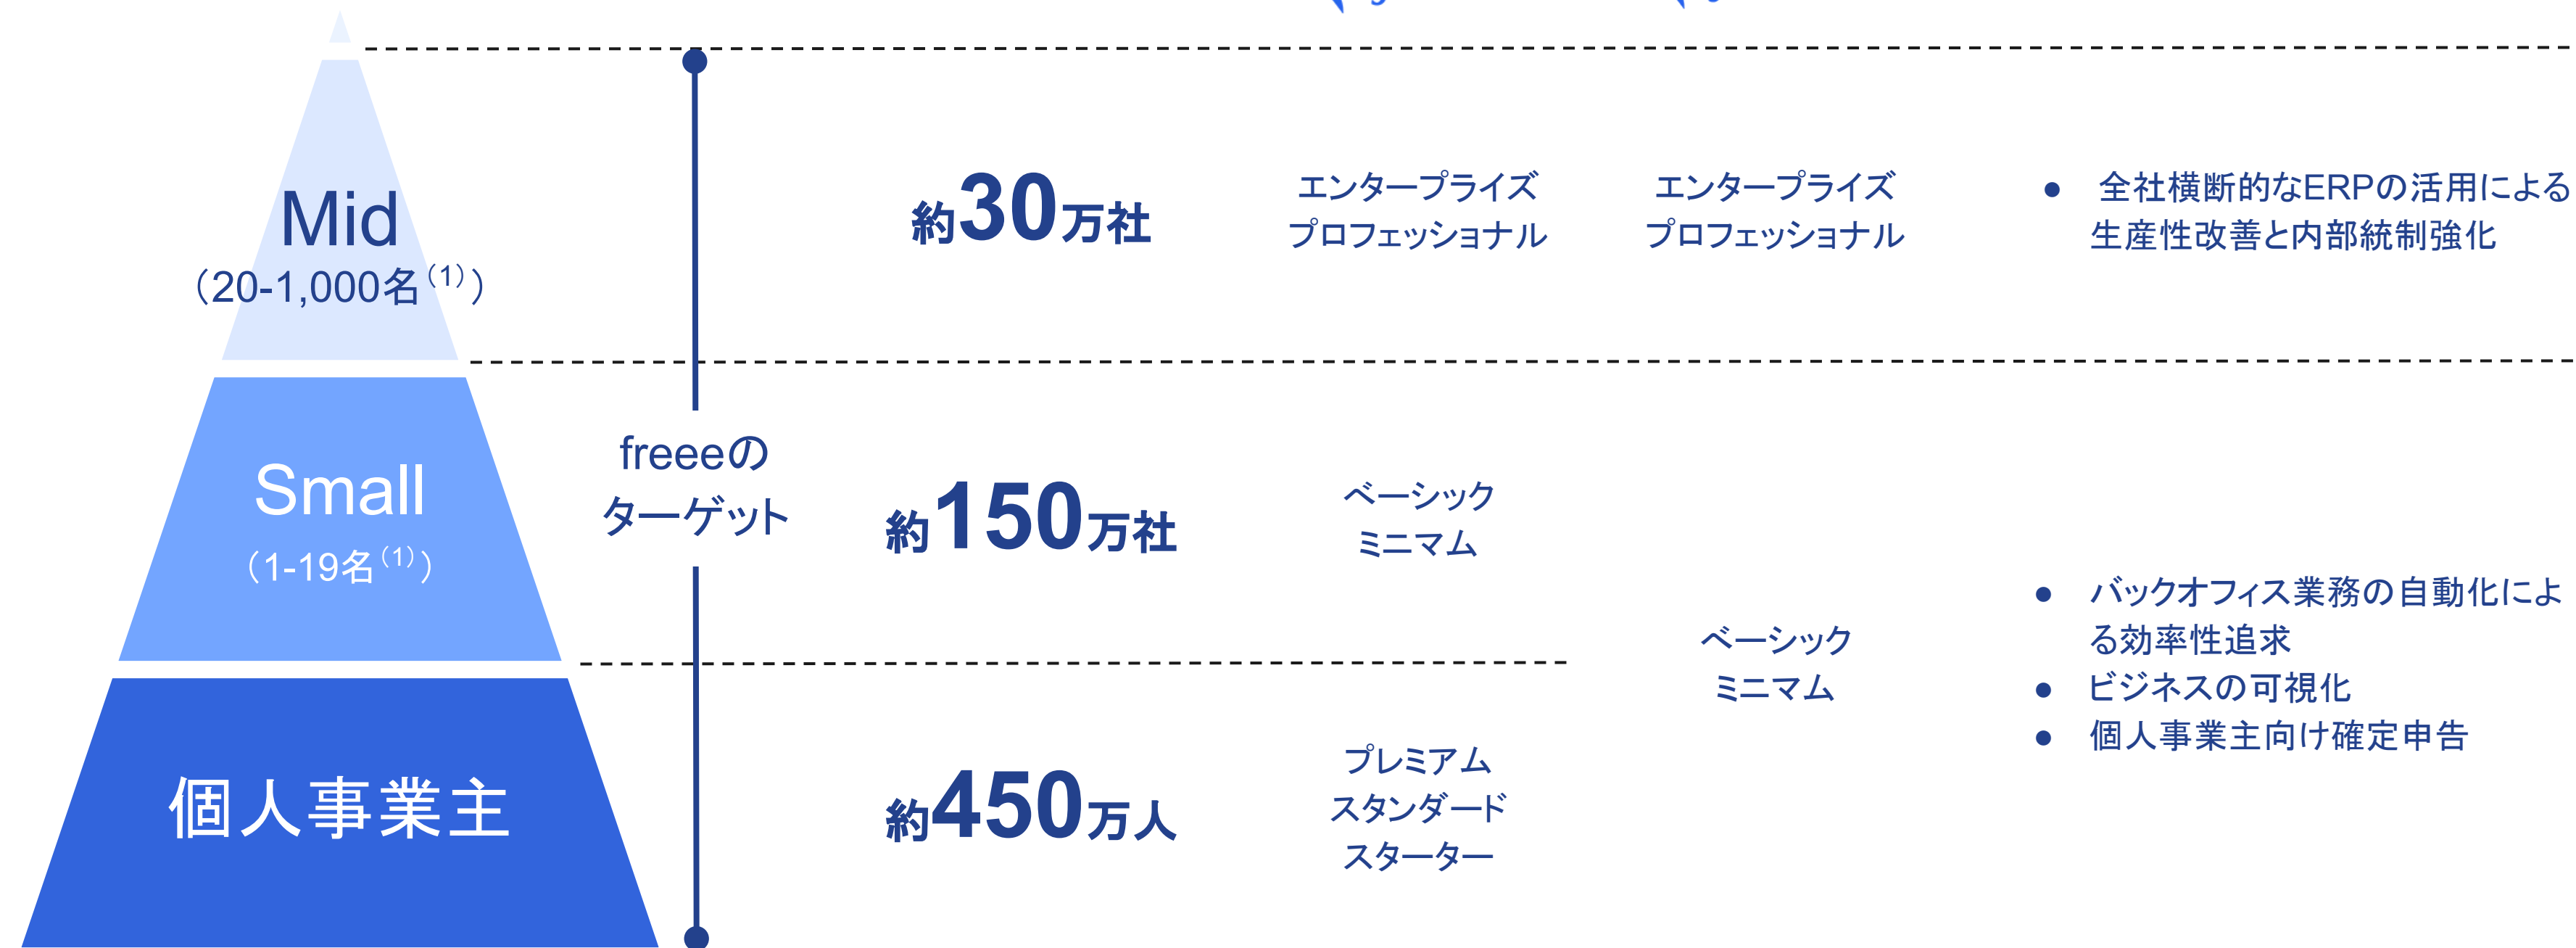 Mid
（20-1,000名（1））
約30万社
エンタープライズ
プロフェッショナル
エンタープライズ
プロフェッショナル
● 全社横断的なERPの活用による
生産性改善と内部統制強化
freeeの
ターゲット
Small
（1-19名（1））
約150万社
ベーシック
ミニマム
ベーシック
ミニマム
● バックオフィス業務の自動化によ
る効率性追求
● ビジネスの可視化
● 個人事業主向け確定申告
個人事業主
約450万人
プレミアム
スタンダード
スターター